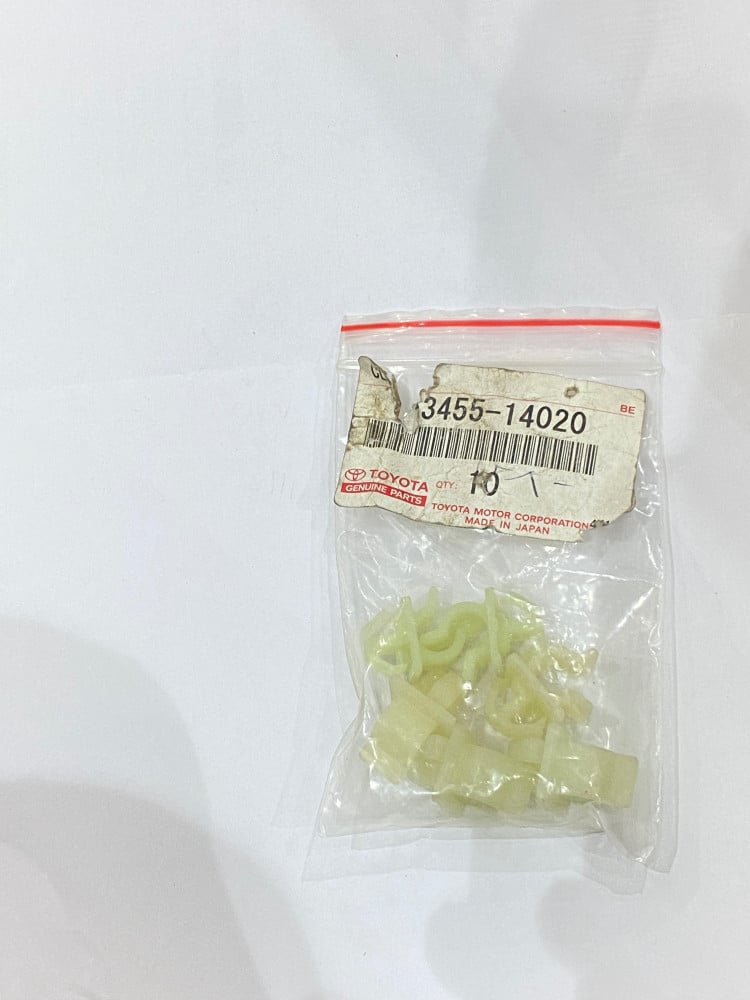 BE
3455-14020
TOYOTA
GENUINE PARTS
QTY: 10
TOYOTA MOTOR CORPORATION
MADE IN JAPAN